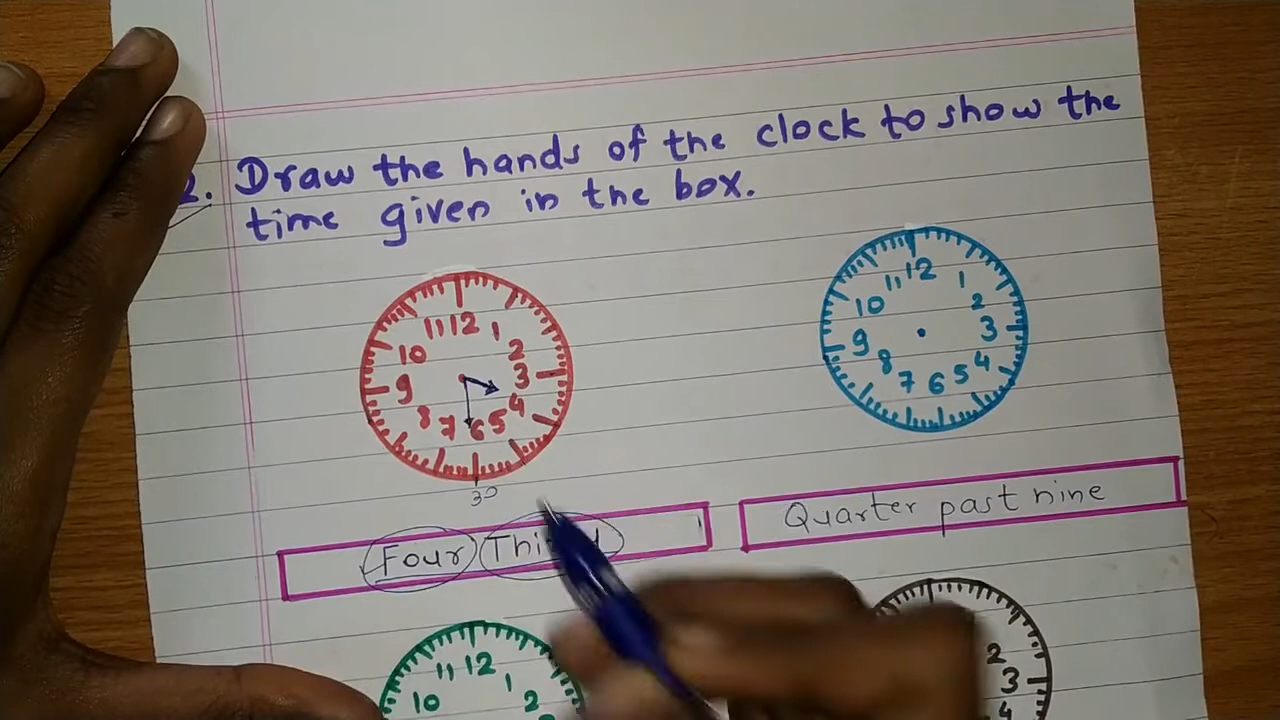 2. Draw the hands of the clock to show the
time given in the box.
11 12 1
10 2
9 3
8 4
7 6 5
30
11 12 1
10 2
9 3
8 4
7 6 5
Four
Quarter past nine
11 12 1
10 2
2
3
4